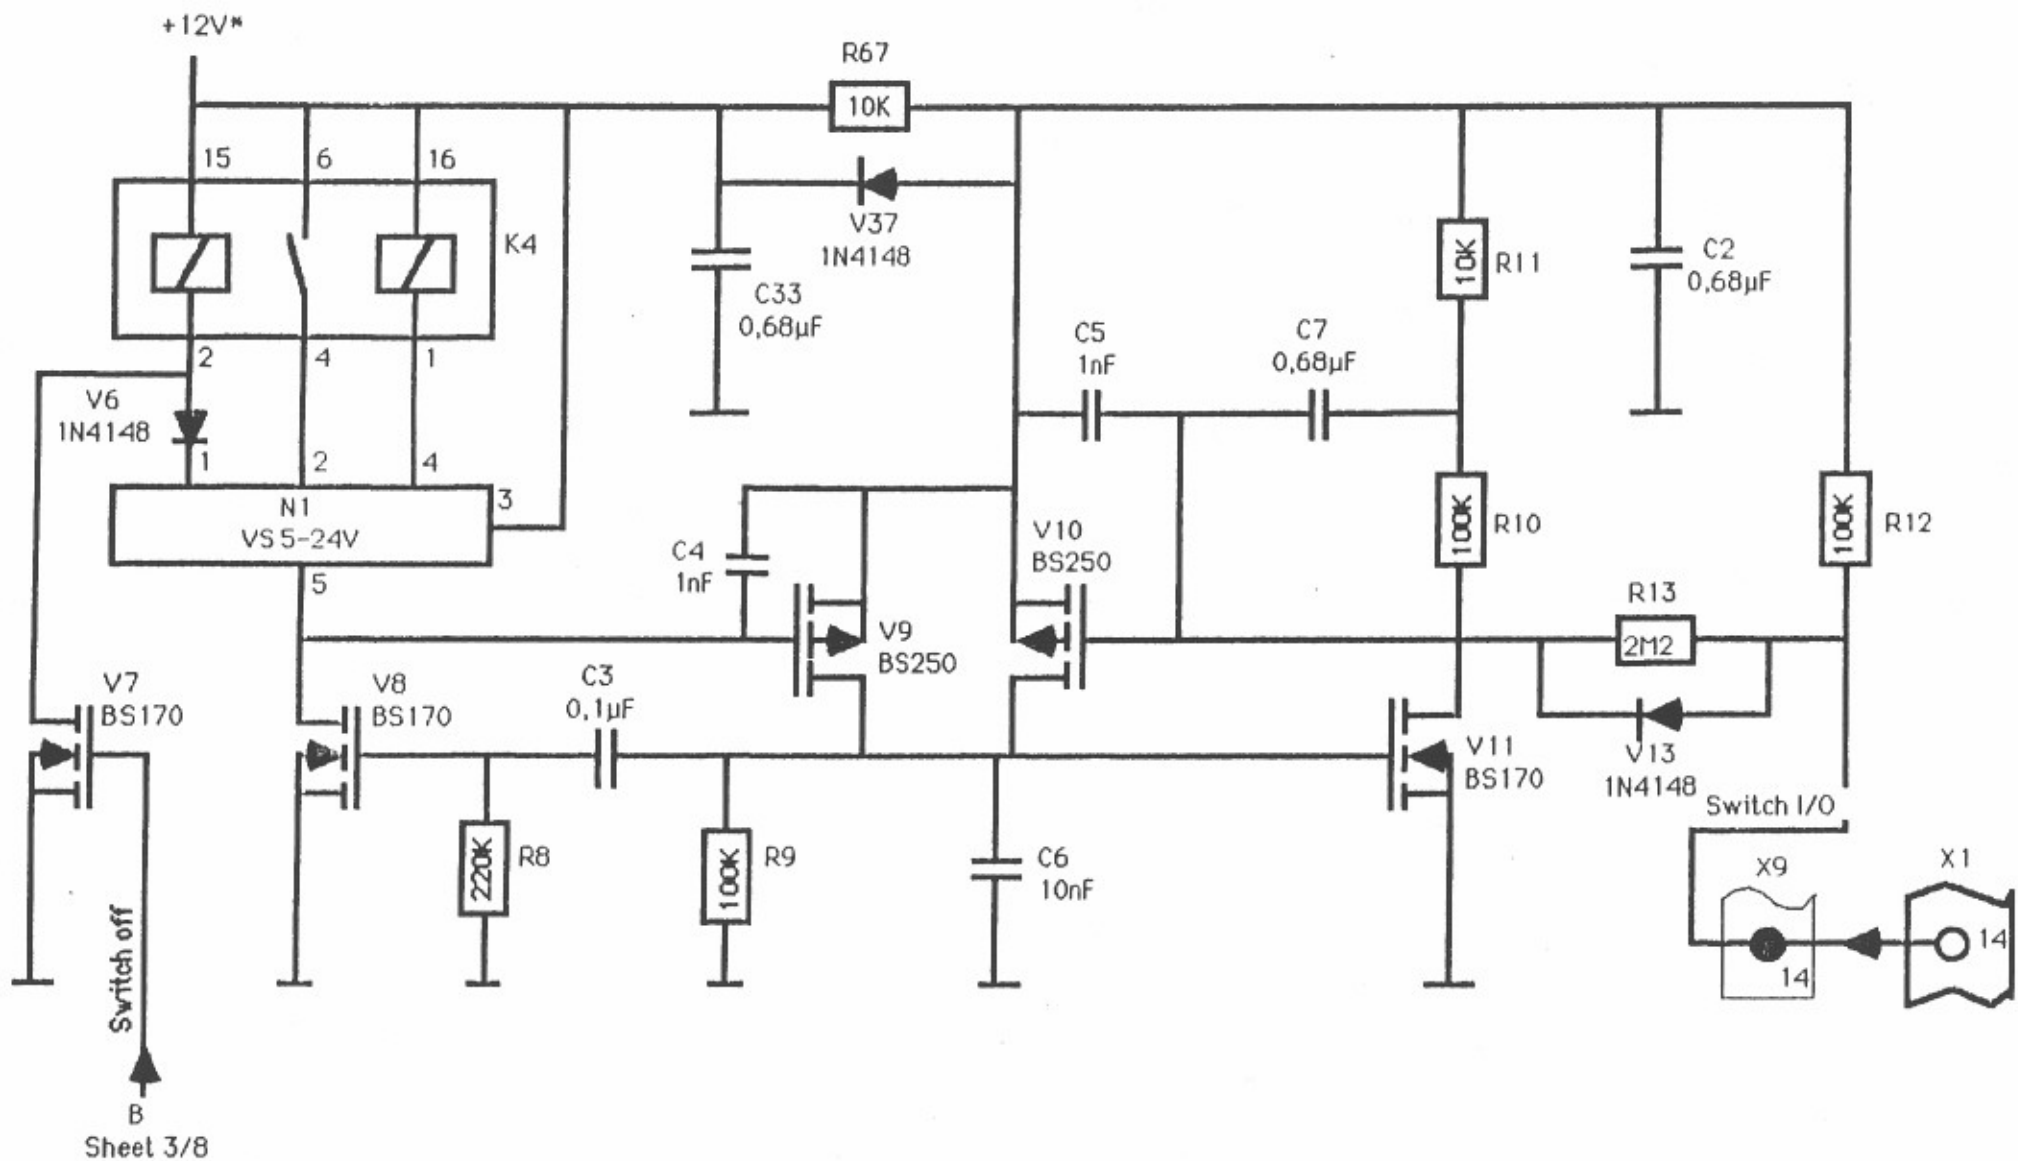 +12V*
R67
10K
15
6
16
K4
V37
1N4148
C33
0,68µF
10K
R11
C2
0,68µF
2
4
1
C5
1nF
C7
0,68µF
V6
1N4148
1
2
4
3
N1
VS 5-24V
5
C4
1nF
V10
BS250
100K
R10
100K
R12
R13
2M2
V9
BS250
V7
BS170
V8
BS170
C3
0,1µF
V11
BS170
V13
1N4148
Switch I/O
220K
R8
100K
R9
C6
10nF
X9
X1
14
14
Switch off
B
Sheet 3/8